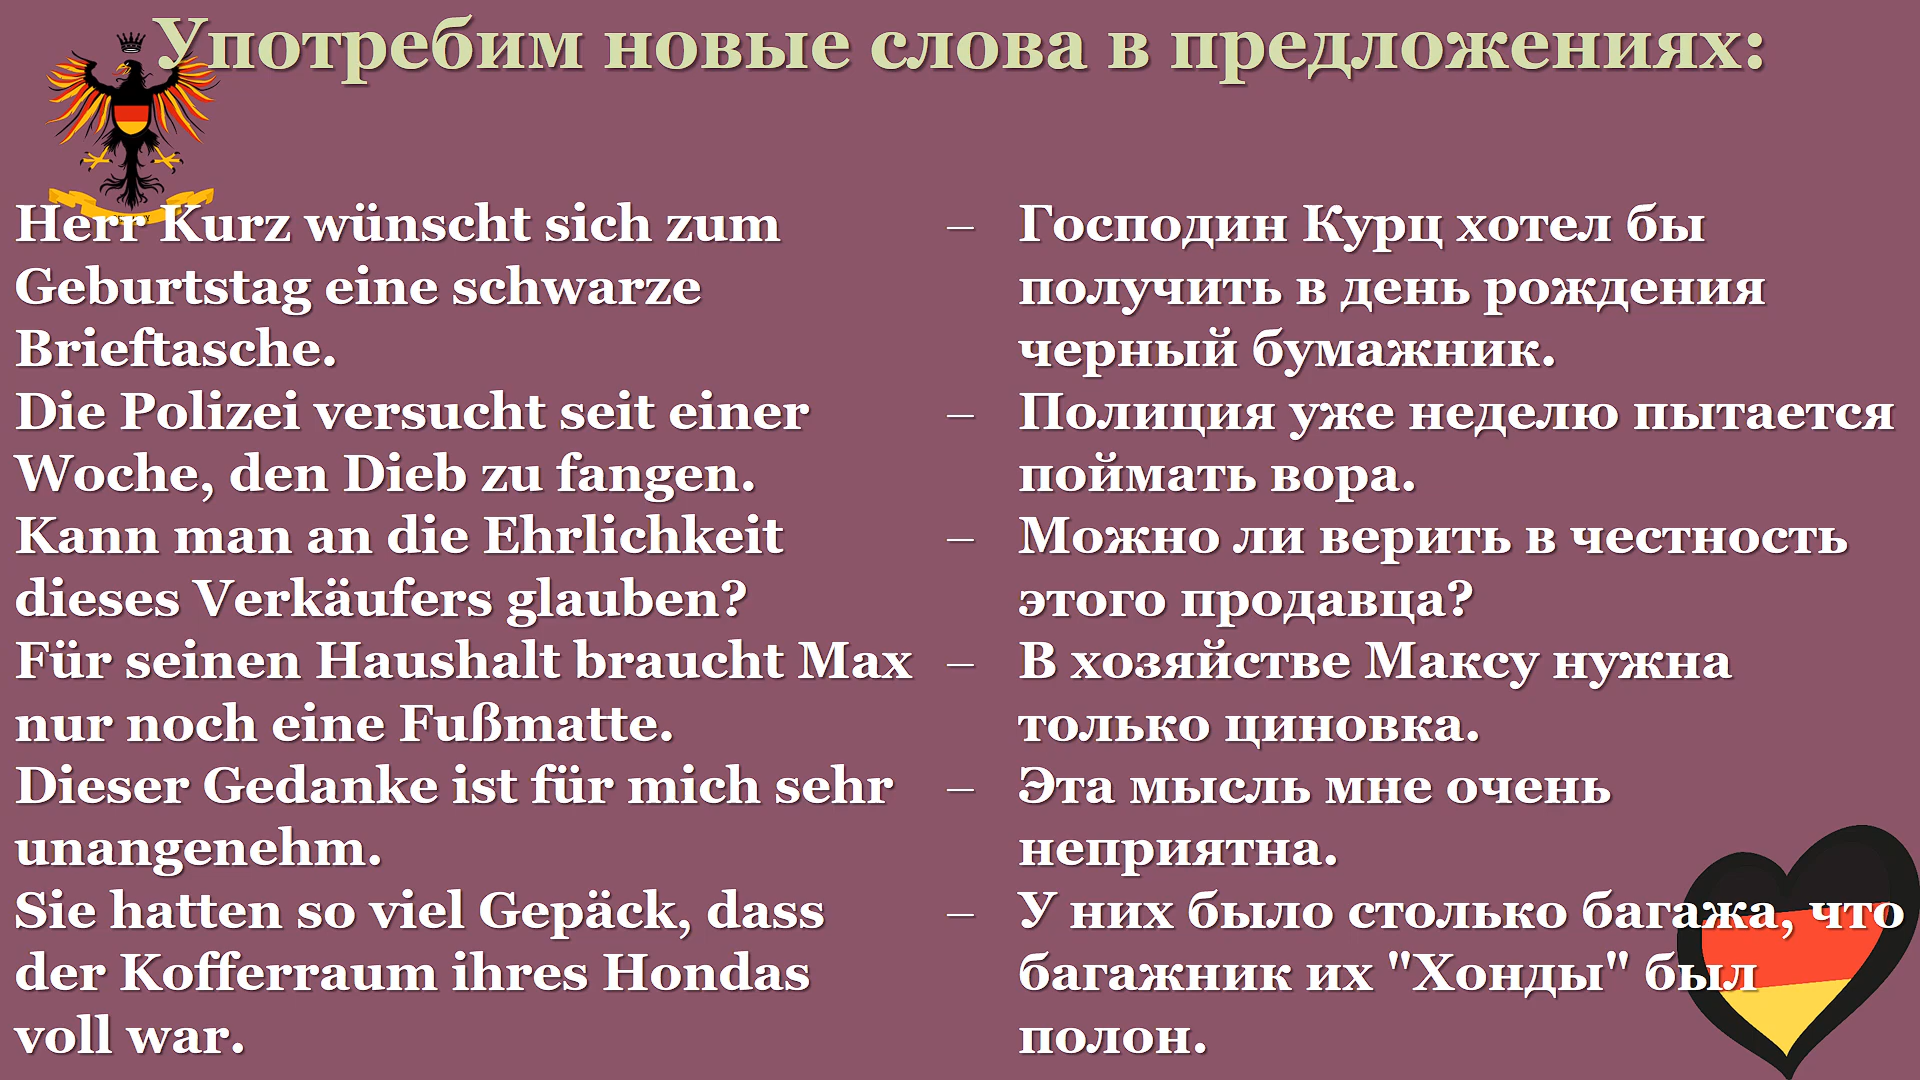 Употребим новые слова в предложениях:
Herr Kurz wünscht sich zum
Geburtstag eine schwarze
Brieftasche.
Die Polizei versucht seit einer
Woche, den Dieb zu fangen.
Kann man an die Ehrlichkeit
dieses Verkäufers glauben?
Für seinen Haushalt braucht Max
nur noch eine Fußmatte.
Dieser Gedanke ist für mich sehr
unangenehm.
Sie hatten so viel Gepäck, dass
der Kofferraum ihres Hondas
voll war.
– Господин Курц хотел бы
получить в день рождения
черный бумажник.
– Полиция уже неделю пытается
поймать вора.
– Можно ли верить в честность
этого продавца?
– В хозяйстве Максу нужна
только циновка.
– Эта мысль мне очень
неприятна.
– У них было столько багажа, что
багажник их "Хонды" был
полон.